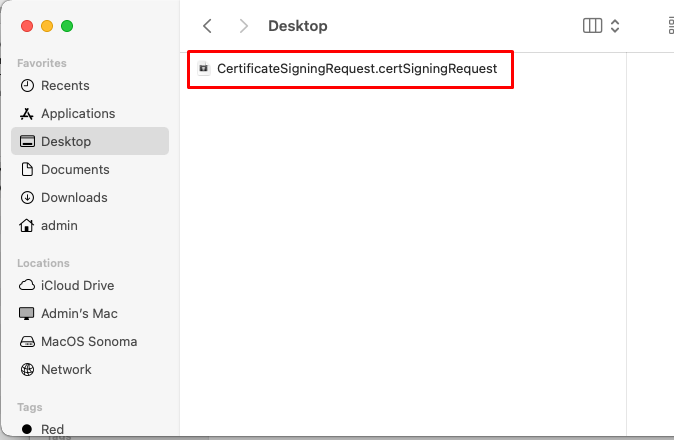 Desktop
CertificateSigningRequest.certSigningRequest
Favorites
Recents
Applications
Desktop
Documents
Downloads
admin
Locations
iCloud Drive
Admin's Mac
MacOS Sonoma
Network
Tags
Red